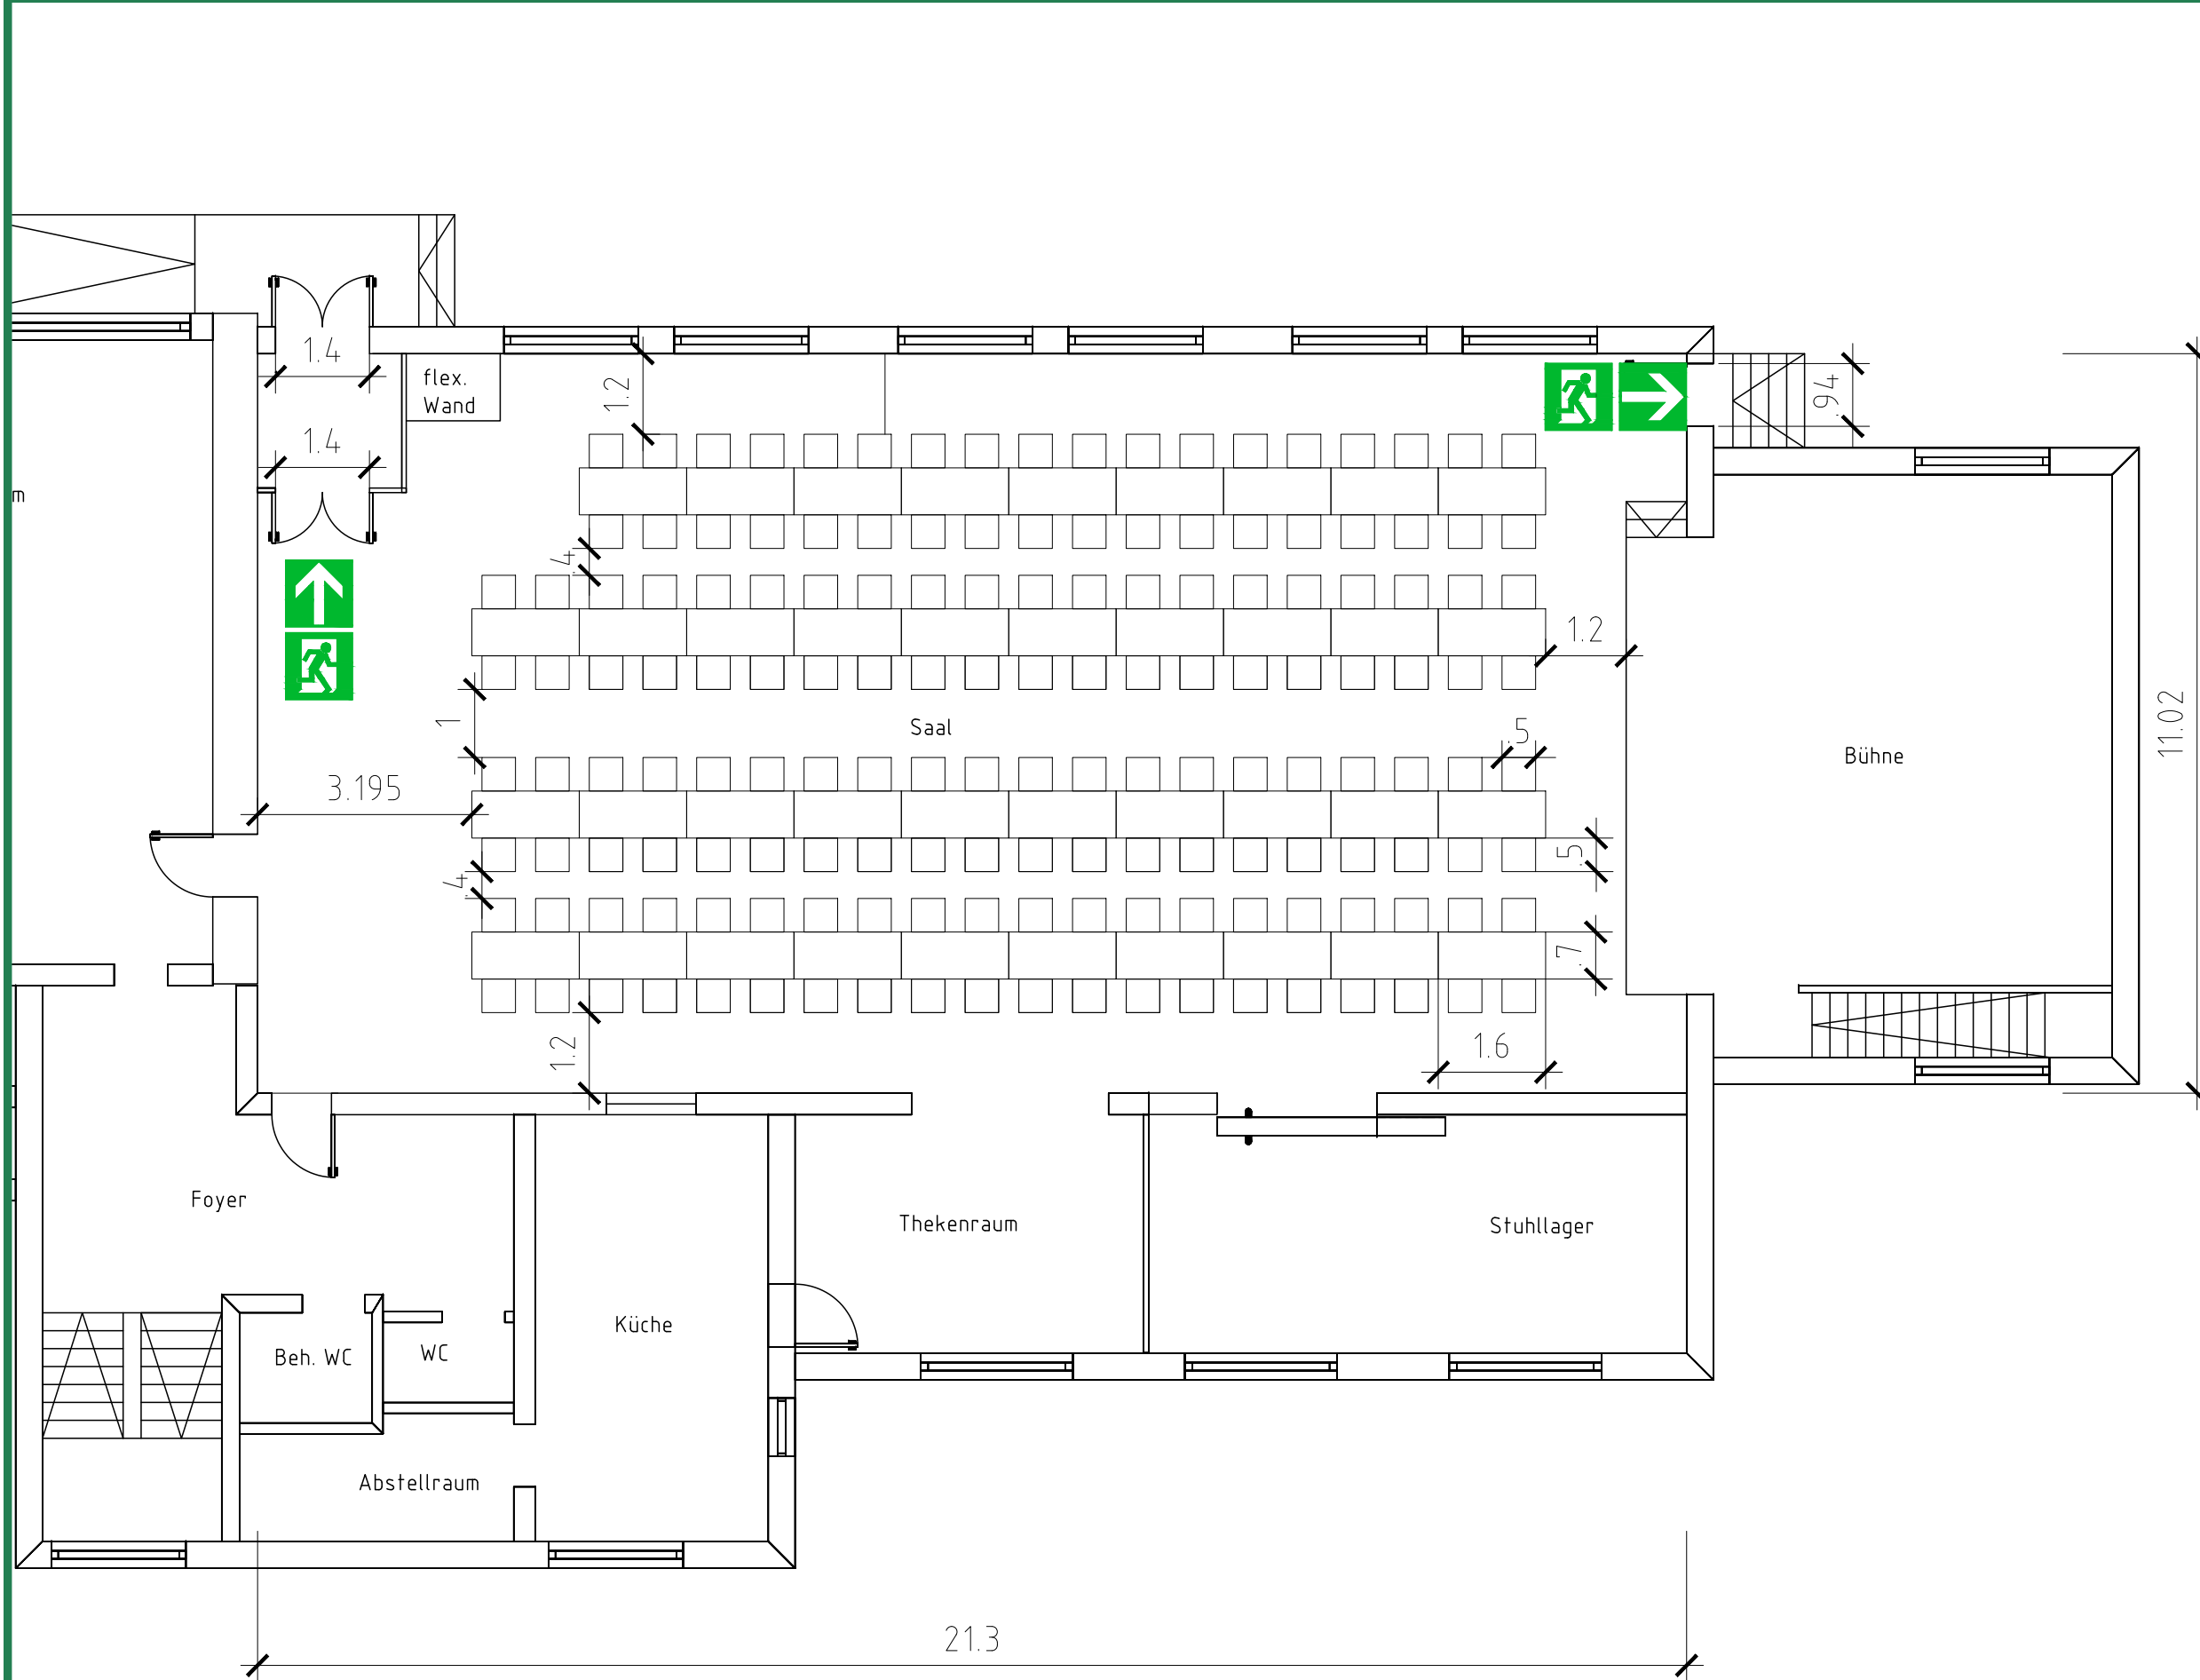 1.4
flex.
Wand
1.2
.94
1.4
m
.4
1.2
1
Saal
.5
11.02
Bühne
3.195
.5
.4
.7
1.2
1.6
Foyer
Thekenraum
Stuhllager
Küche
Beh. WC
WC
Abstellraum
21.3